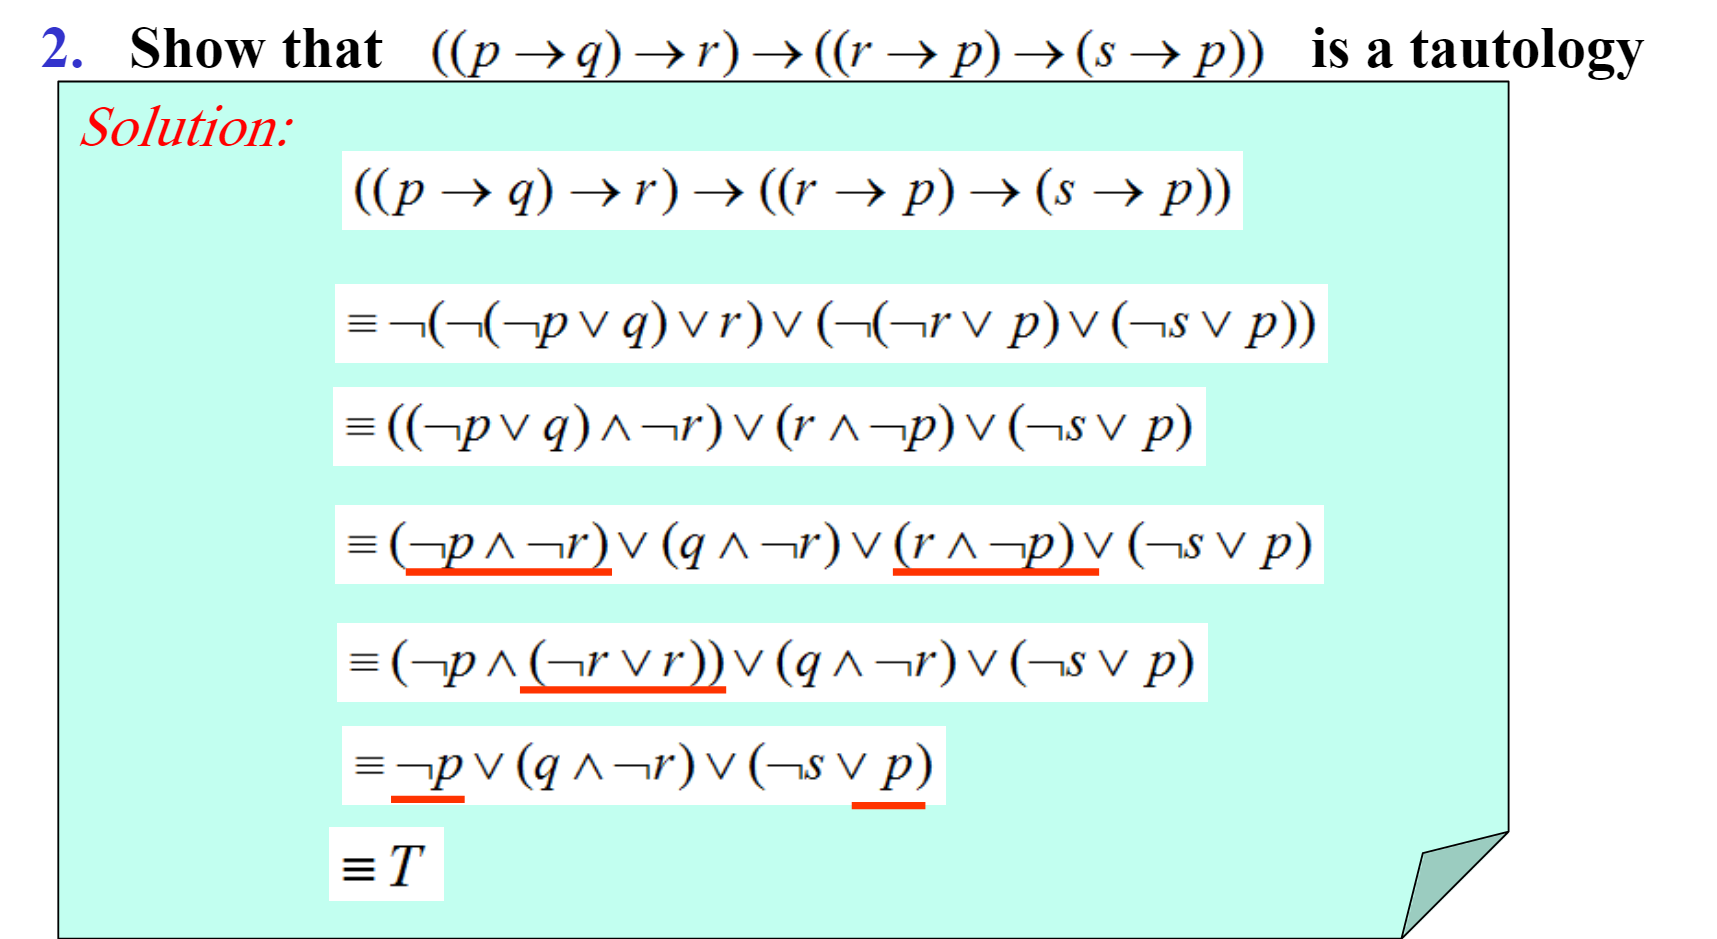 2. Show that ((p → q) → r) → ((r → p) → (s → p)) is a tautology
Solution:
((p → q) → r) → ((r → p) → (s → p))
≡ ¬(¬(¬p ∨ q) ∨ r) ∨ (¬(¬r ∨ p) ∨ (¬s ∨ p))
≡ ((¬p ∨ q) ∧ ¬r) ∨ (r ∧ ¬p) ∨ (¬s ∨ p)
≡ (¬p ∧ ¬r) ∨ (q ∧ ¬r) ∨ (r ∧ ¬p) ∨ (¬s ∨ p)
≡ (¬p ∧ (¬r ∨ r)) ∨ (q ∧ ¬r) ∨ (¬s ∨ p)
≡ ¬p ∨ (q ∧ ¬r) ∨ (¬s ∨ p)
≡ T